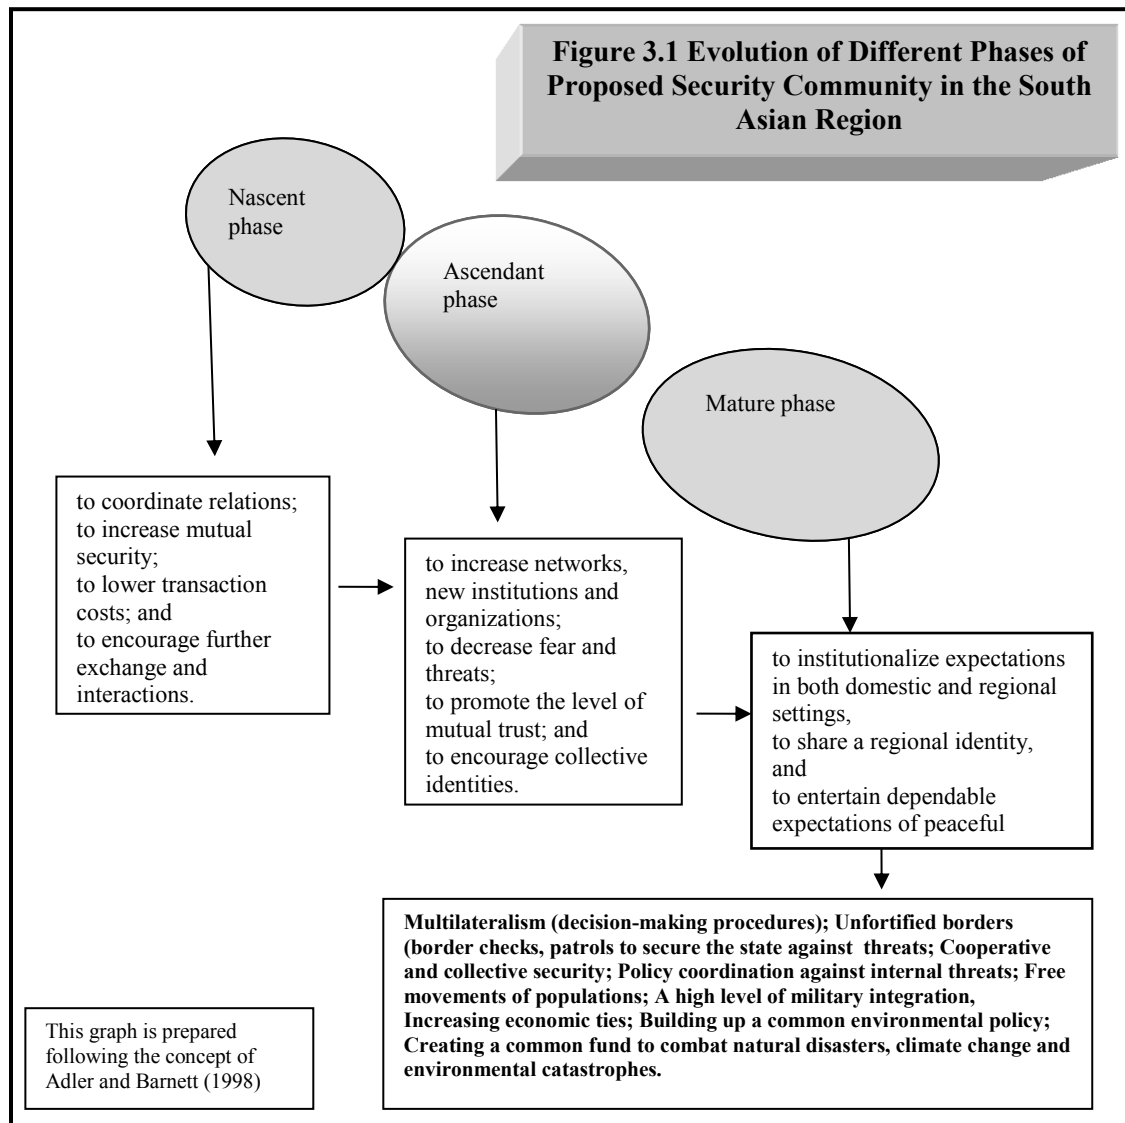 Figure 3.1 Evolution of Different Phases of
Proposed Security Community in the South
Asian Region
Nascent
phase
Ascendant
phase
Mature phase
to coordinate relations;
to increase mutual
security;
to lower transaction
costs; and
to encourage further
exchange and
interactions.
to increase networks,
new institutions and
organizations;
to decrease fear and
threats;
to promote the level of
mutual trust; and
to encourage collective
identities.
to institutionalize expectations
in both domestic and regional
settings,
to share a regional identity,
and
to entertain dependable
expectations of peaceful
Multilateralism (decision-making procedures); Unfortified borders
(border checks, patrols to secure the state against threats; Cooperative
and collective security; Policy coordination against internal threats; Free
movements of populations; A high level of military integration,
Increasing economic ties; Building up a common environmental policy;
Creating a common fund to combat natural disasters, climate change and
environmental catastrophes.
This graph is prepared
following the concept of
Adler and Barnett (1998)